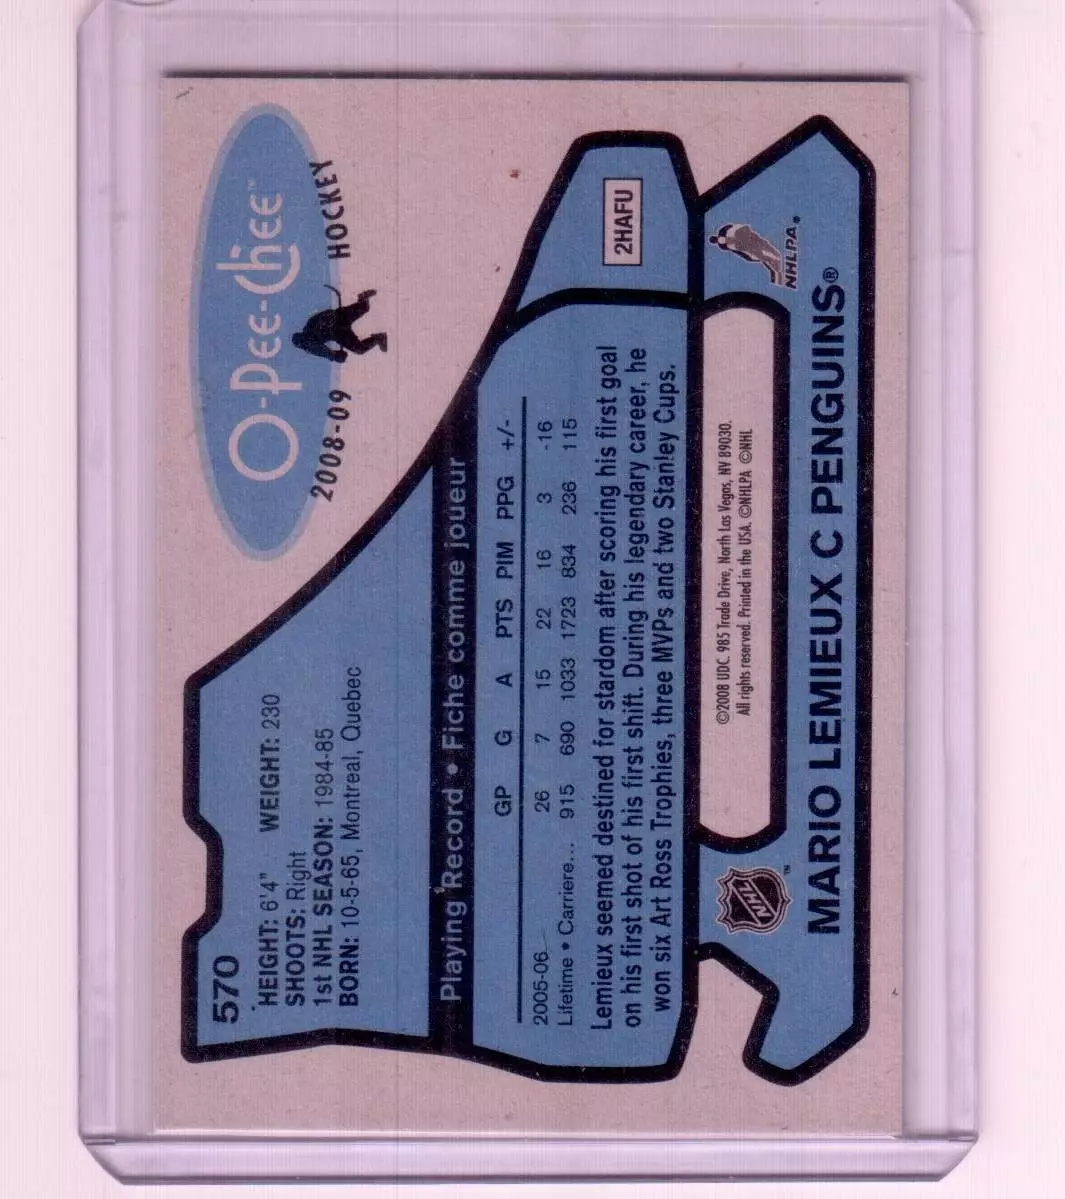 570
HEIGHT: 6'4" WEIGHT: 230
SHOOTS: Right
1st NHL SEASON: 1984-85
BORN: 10-5-65, Montreal, Quebec
O-Pee-Chee™
2008-09 HOCKEY
Playing Record • Fiche comme joueur
GP G A PTS PIM PPG +/-
2005-06 26 7 15 22 16 3 -16
Lifetime • Carriere... 915 690 1033 1723 834 236 115
2HAFU
Lemieux seemed destined for stardom after scoring his first goal
on his first shot of his first shift. During his legendary career, he
won six Art Ross Trophies, three MVPs and two Stanley Cups.
NHL™
©2008 UDC. 985 Trade Drive, North Las Vegas, NV 89030.
All rights reserved. Printed in the USA. ©NHLPA ©NHL
NHLPA®
MARIO LEMIEUX C PENGUINS®